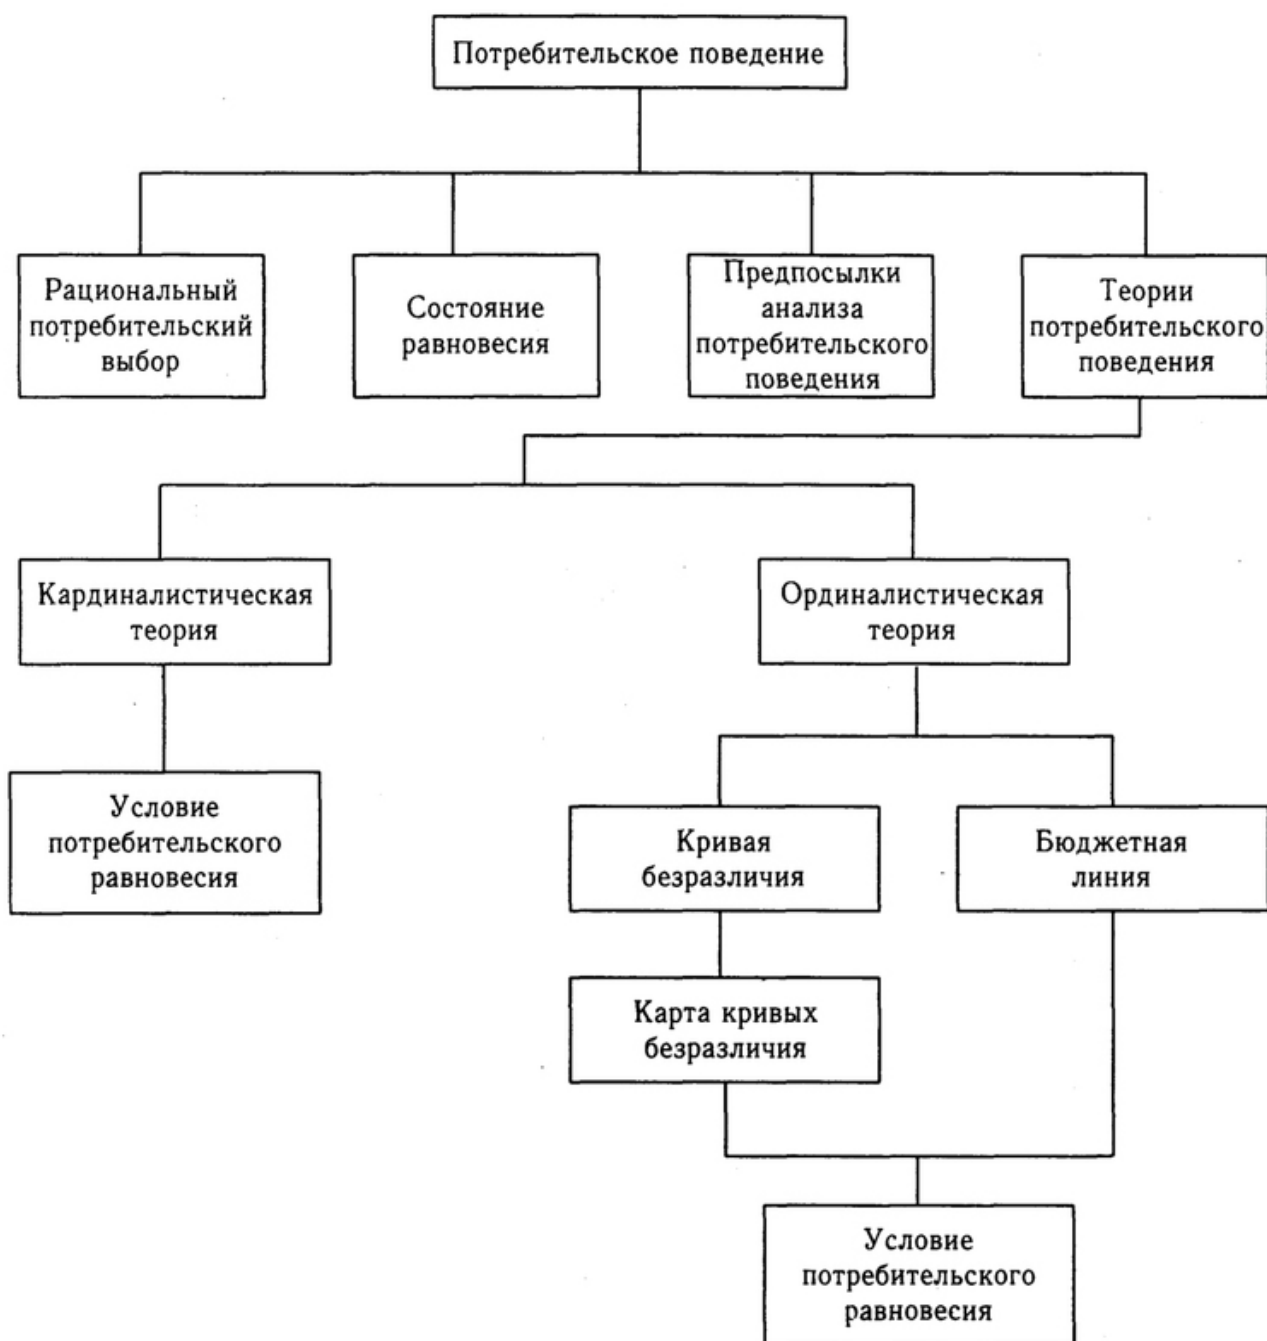 Потребительское поведение
Рациональный
потребительский
выбор
Состояние
равновесия
Предпосылки
анализа
потребительского
поведения
Теории
потребительского
поведения
Кардиналистическая
теория
Ординалистическая
теория
Условие
потребительского
равновесия
Кривая
безразличия
Бюджетная
линия
Карта кривых
безразличия
Условие
потребительского
равновесия